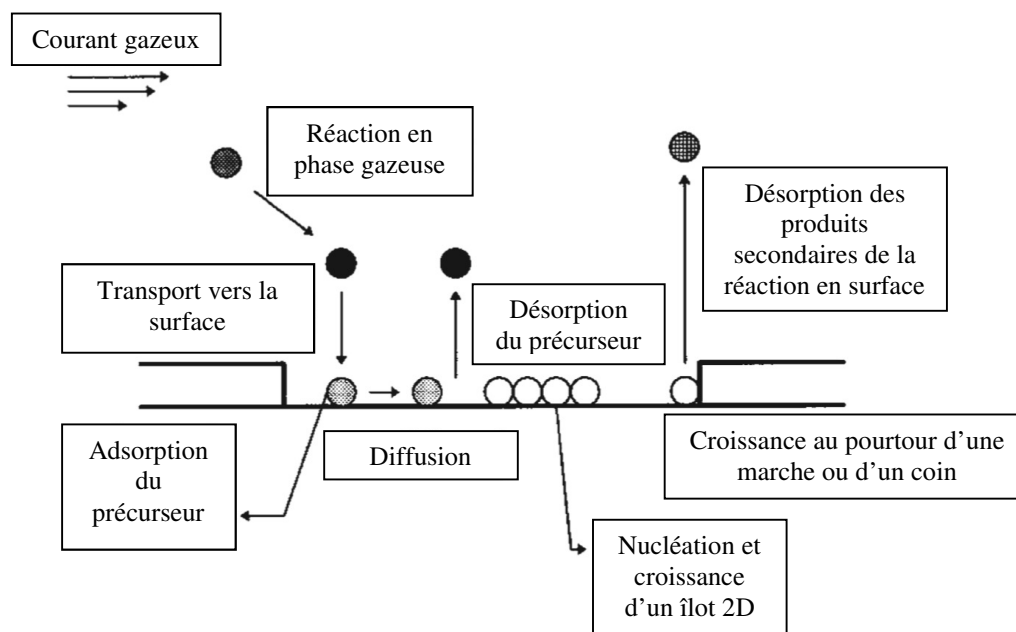 Courant gazeux
Réaction en
phase gazeuse
Désorption des
produits
secondaires de la
réaction en surface
Transport vers la
surface
Désorption
du précurseur
Adsorption
du
précurseur
Diffusion
Croissance au pourtour d’une
marche ou d’un coin
Nucléation et
croissance
d’un îlot 2D